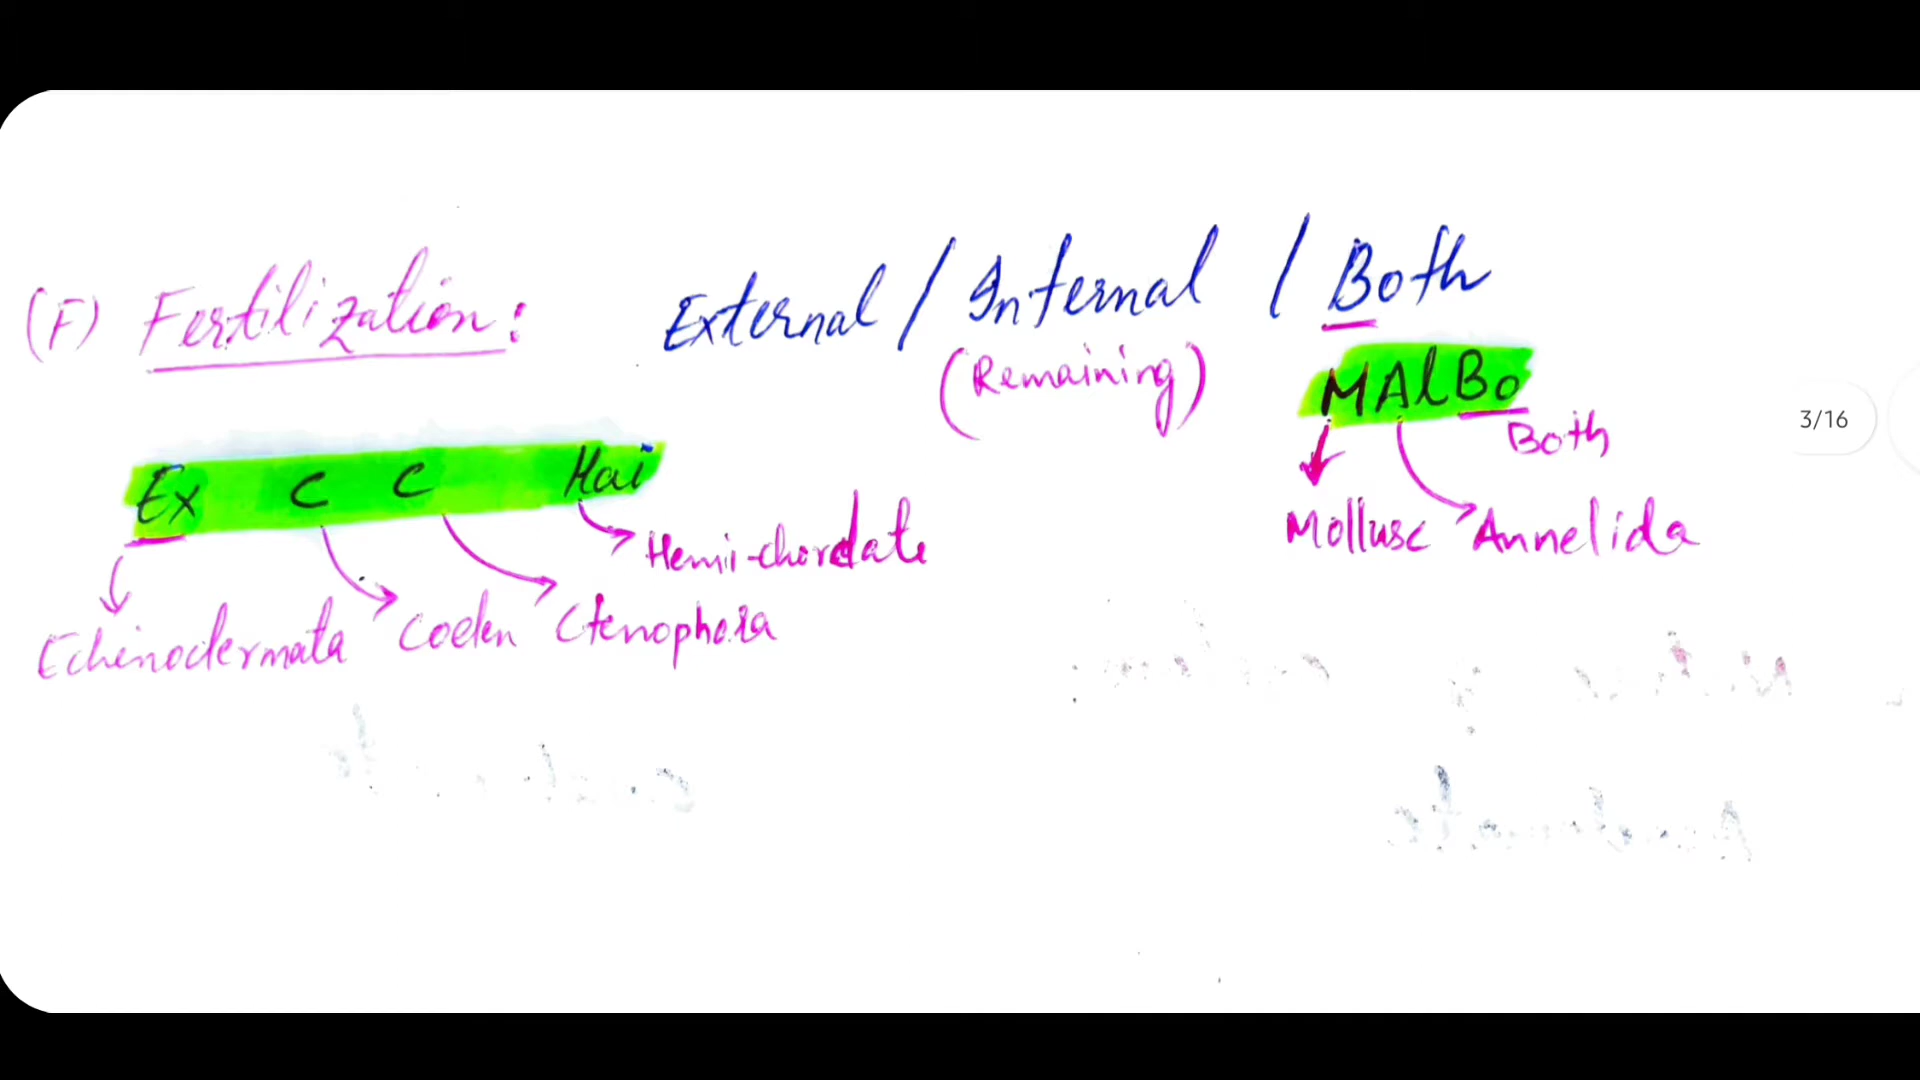 (F) Fertilization: External / Internal / Both
(Remaining)
MAlBo
Both
Ex C C Hai
Mollusc Annelida
Hemi-chordate
Echinodermata Coelen Ctenophora
3/16